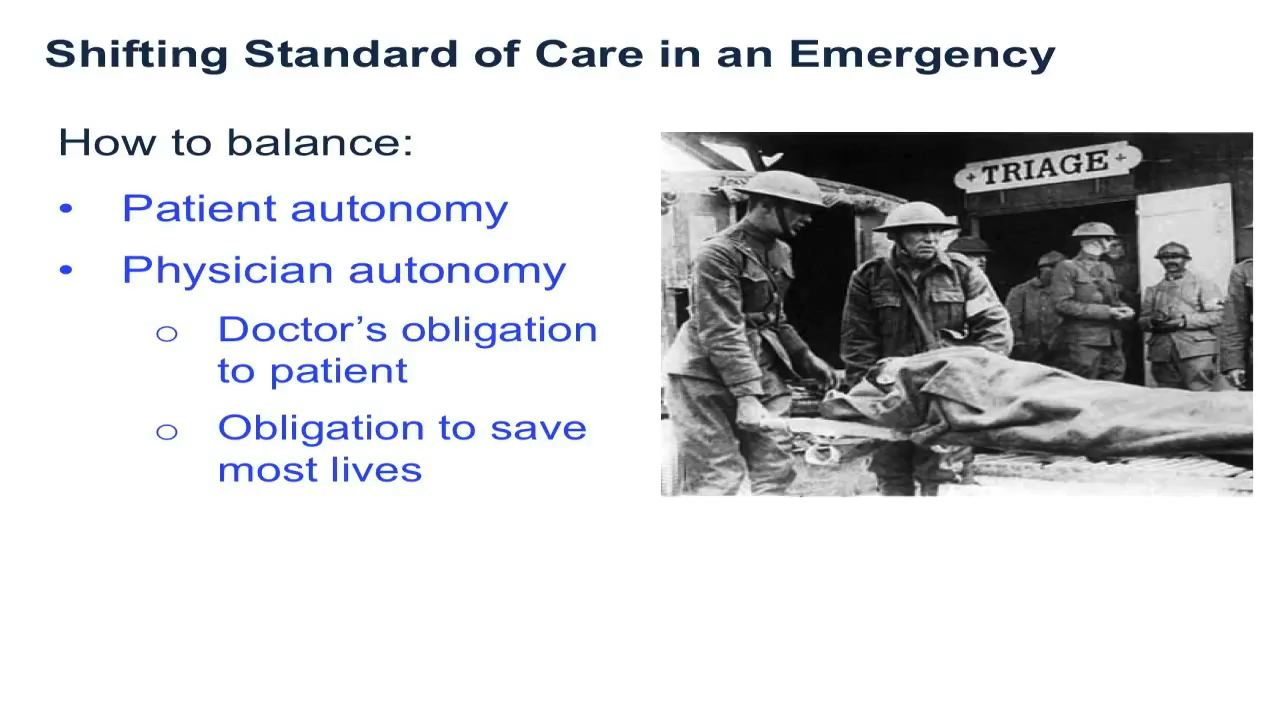 Shifting Standard of Care in an Emergency
How to balance:
• Patient autonomy
• Physician autonomy
o Doctor’s obligation
to patient
o Obligation to save
most lives
+ TRIAGE +